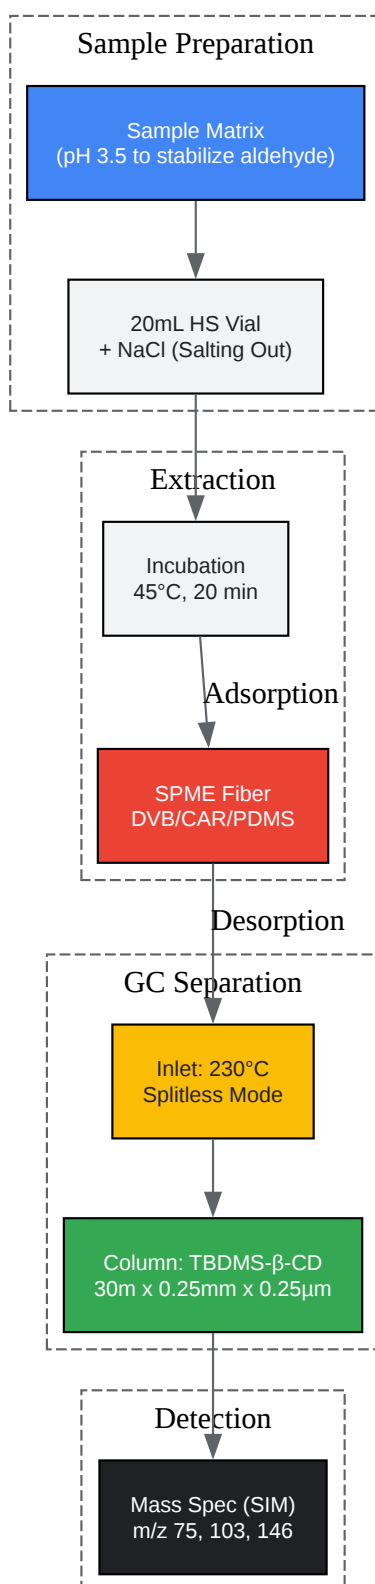 Sample Preparation
Sample Matrix
(pH 3.5 to stabilize aldehyde)
20mL HS Vial
+ NaCl (Salting Out)
Extraction
Incubation
45°C, 20 min
Adsorption
SPME Fiber
DVB/CAR/PDMS
Desorption
GC Separation
Inlet: 230°C
Splitless Mode
Column: TBDMS-β-CD
30m x 0.25mm x 0.25µm
Detection
Mass Spec (SIM)
m/z 75, 103, 146